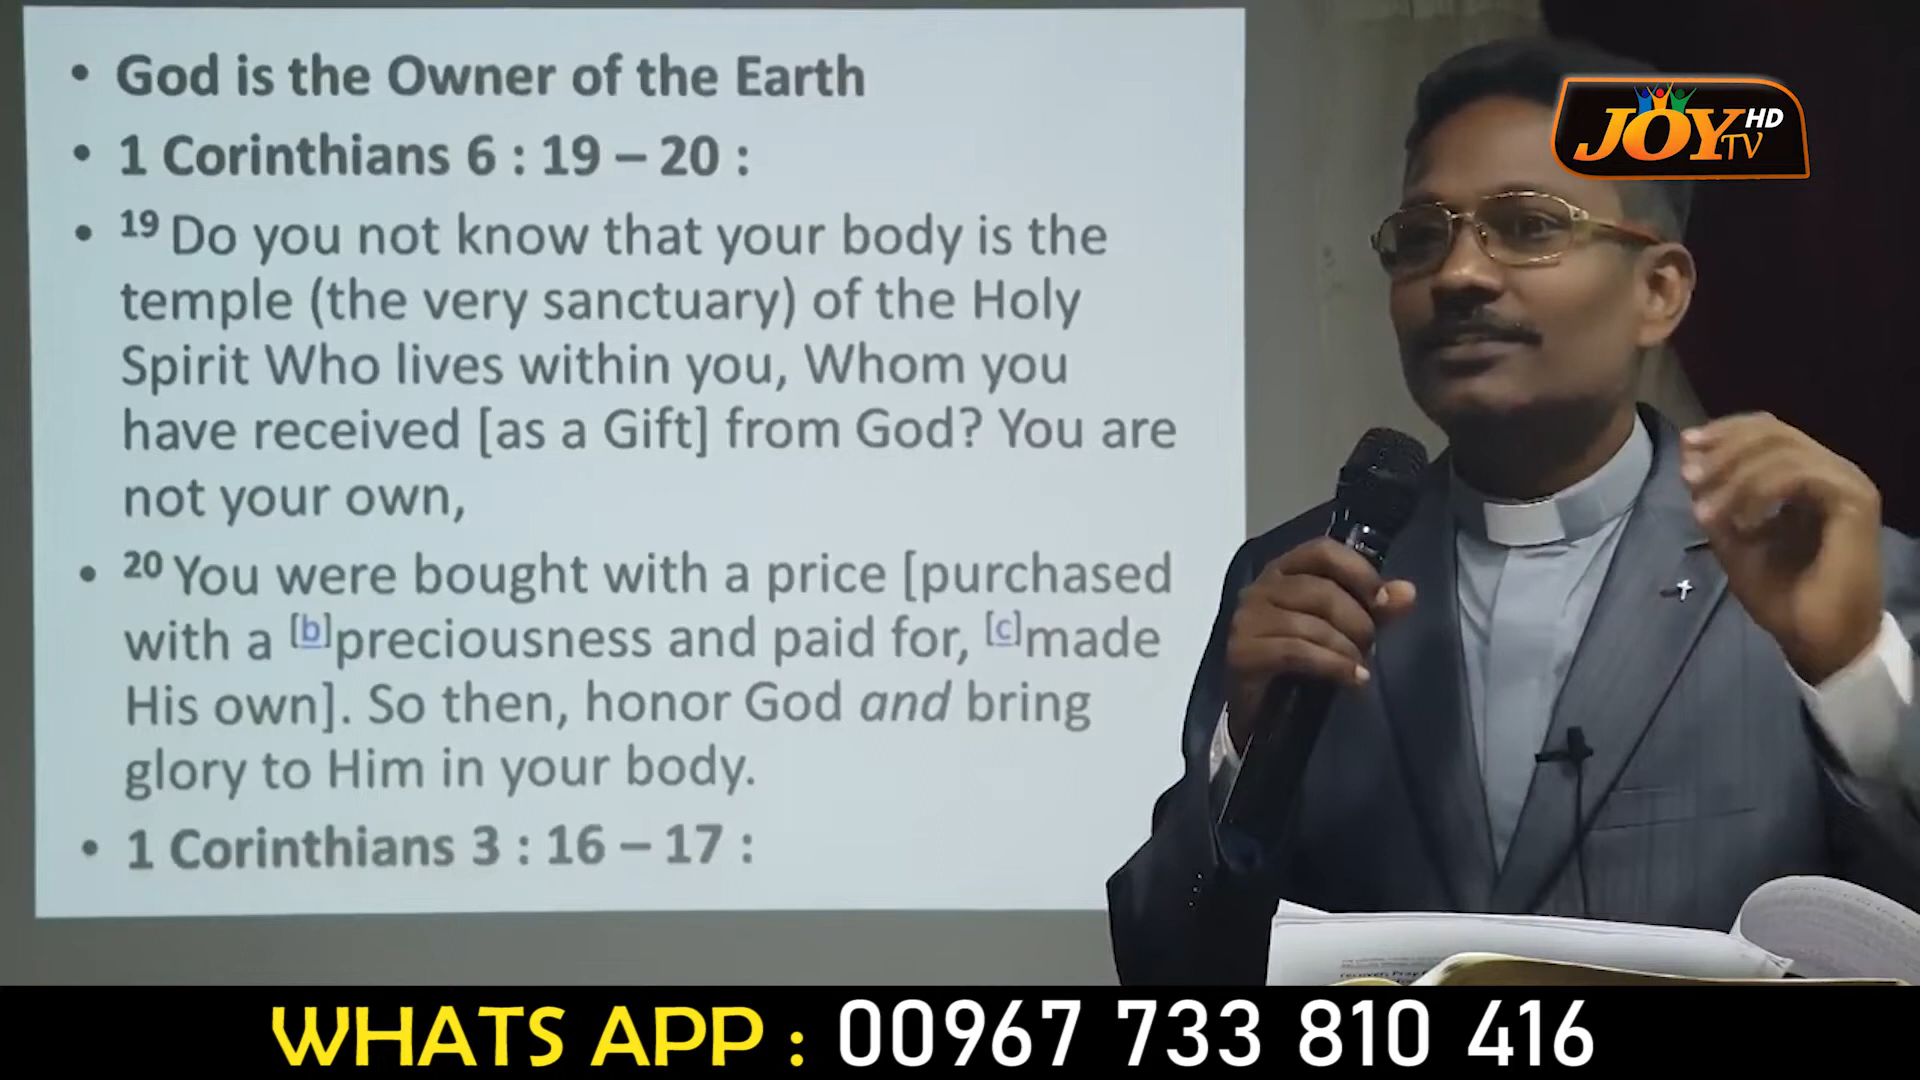 • God is the Owner of the Earth
• 1 Corinthians 6 : 19 – 20 :
• 19 Do you not know that your body is the
temple (the very sanctuary) of the Holy
Spirit Who lives within you, Whom you
have received [as a Gift] from God? You are
not your own,
• 20 You were bought with a price [purchased
with a [b]preciousness and paid for, [c]made
His own]. So then, honor God and bring
glory to Him in your body.
• 1 Corinthians 3 : 16 – 17 :
JOY HD
TV
WHATS APP : 00967 733 810 416